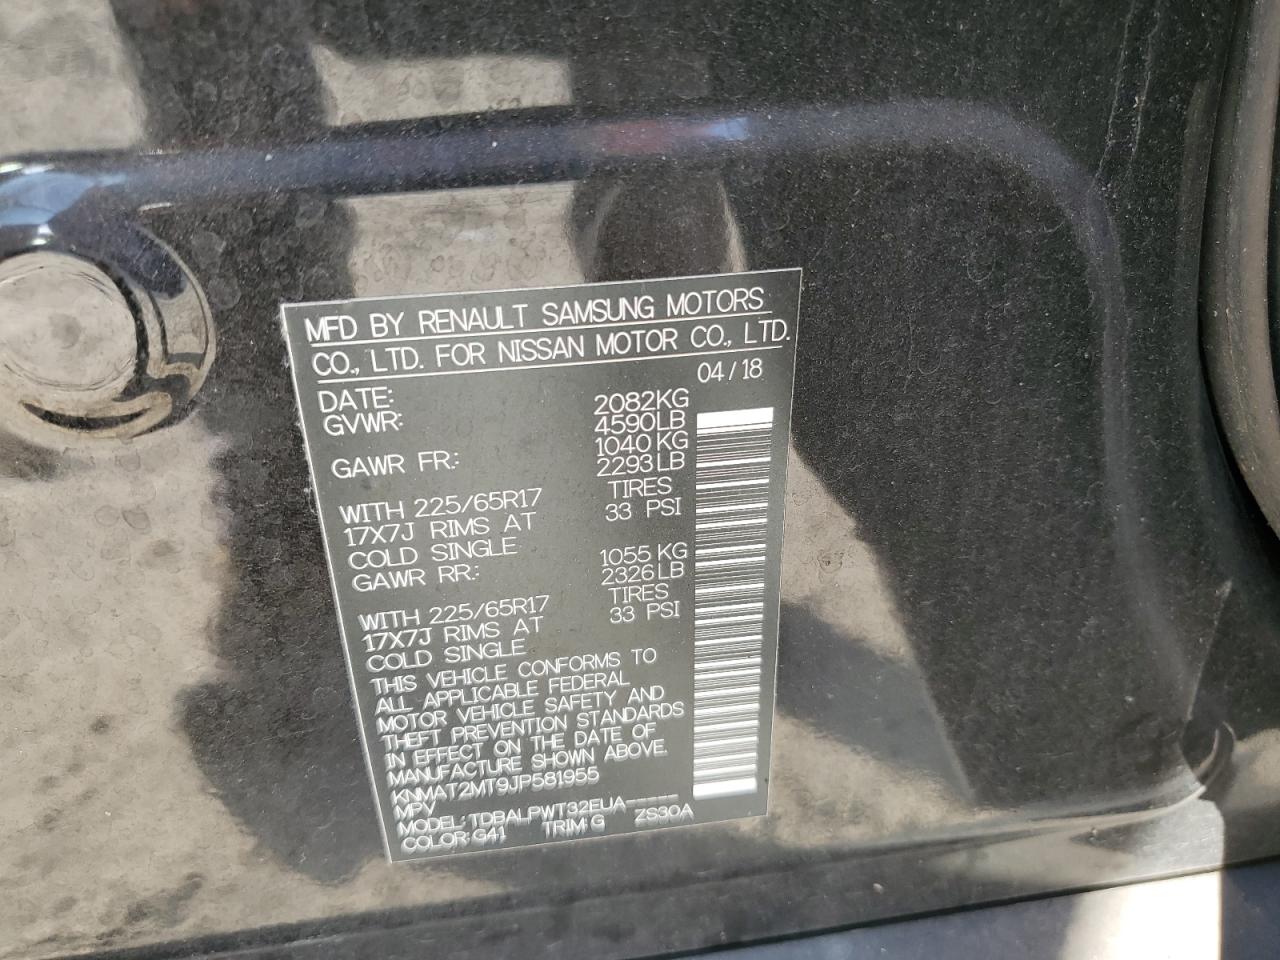 MFD BY RENAULT SAMSUNG MOTORS
CO., LTD. FOR NISSAN MOTOR CO., LTD.
DATE: 04/18
GVWR: 2082KG
4590LB
GAWR FR.: 1040KG
2293LB
WITH 225/65R17 TIRES
17X7J RIMS AT 33 PSI
COLD SINGLE
GAWR RR.: 1055KG
2326LB
WITH 225/65R17 TIRES
17X7J RIMS AT 33 PSI
COLD SINGLE
THIS VEHICLE CONFORMS TO
ALL APPLICABLE FEDERAL
MOTOR VEHICLE SAFETY AND
THEFT PREVENTION STANDARDS
IN EFFECT ON THE DATE OF
MANUFACTURE SHOWN ABOVE.
KNMAT2MT9JP581955
MPV
MODEL: TDBALPWT32EUA-----
COLOR: G41 TRIM: G ZS30A